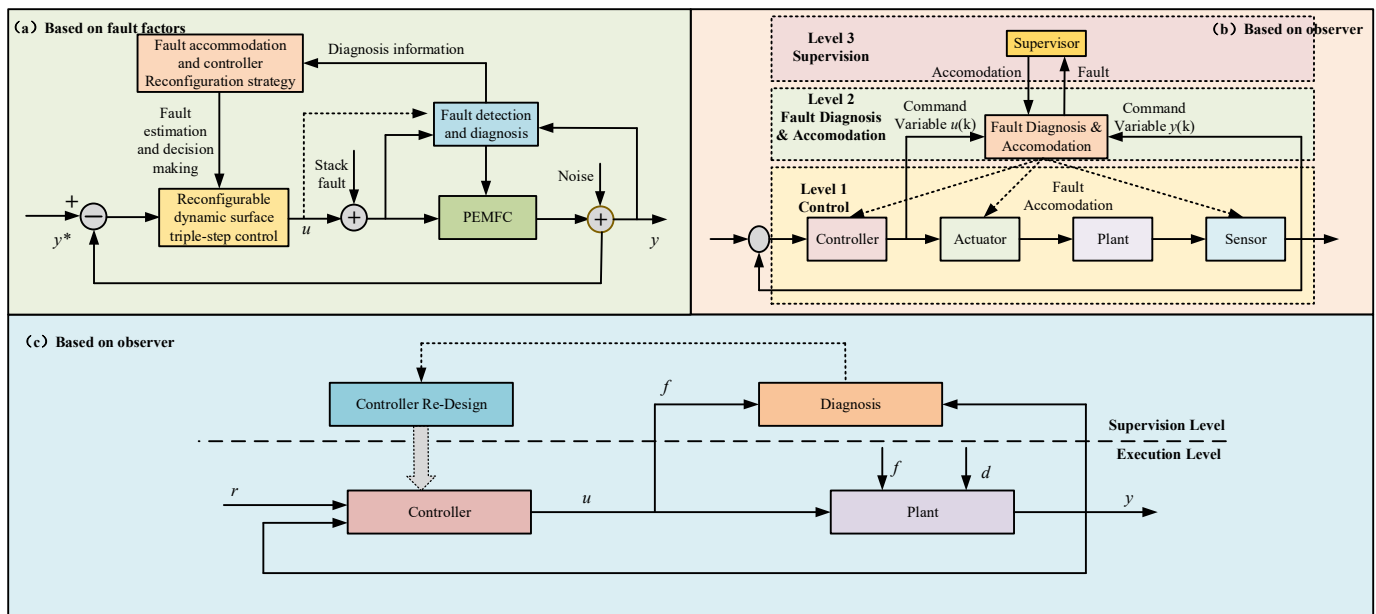 （a）Based on fault factors
Fault accommodation
and controller
Reconfiguration strategy
Diagnosis information
Fault
estimation
and decision
making
Fault detection
and diagnosis
Stack
fault
Noise
+
−
y*
Reconfigurable
dynamic surface
triple-step control
u
+
PEMFC
+
y
（b）Based on observer
Level 3
Supervision
Supervisor
Accomodation
Fault
Level 2
Fault Diagnosis
& Accomodation
Command
Variable u(k)
Fault Diagnosis &
Accomodation
Command
Variable y(k)
Level 1
Control
Fault
Accomodation
Controller
Actuator
Plant
Sensor
（c）Based on observer
Controller Re-Design
f
Diagnosis
Supervision Level
Execution Level
f
d
r
Controller
u
Plant
y